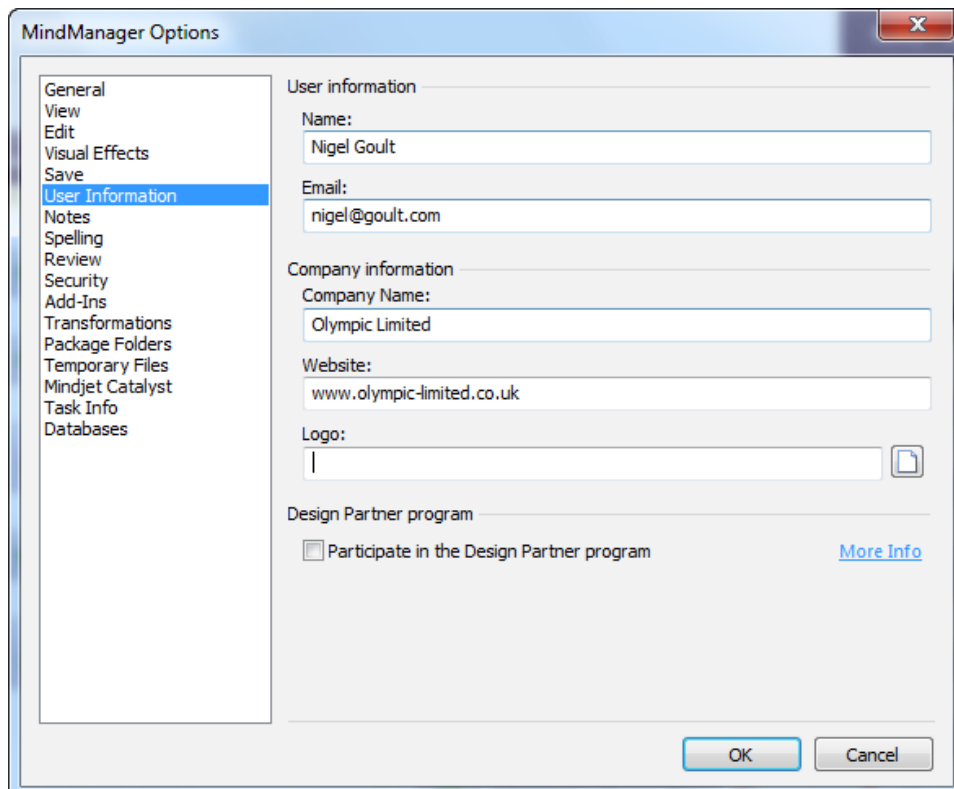 MindManager Options
General
View
Edit
Visual Effects
Save
User Information
Notes
Spelling
Review
Security
Add-Ins
Transformations
Package Folders
Temporary Files
Mindjet Catalyst
Task Info
Databases
User information
Name:
Nigel Goult
Email:
nigel@goult.com
Company information
Company Name:
Olympic Limited
Website:
www.olympic-limited.co.uk
Logo:
Design Partner program
Participate in the Design Partner program More Info
OK Cancel